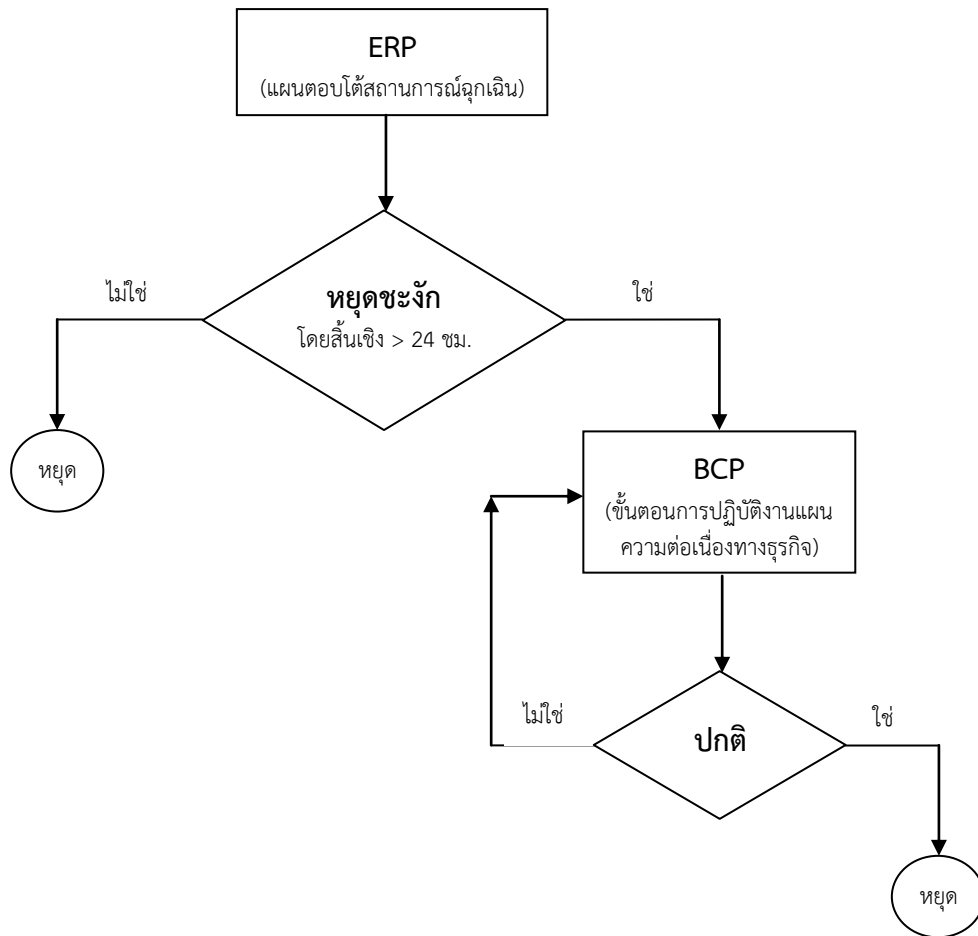 ERP
(แผนตอบโต้สถานการณ์ฉุกเฉิน)
ไม่ใช่
ใช่
หยุดชะงัก
โดยสิ้นเชิง > 24 ชม.
หยุด
BCP
(ขั้นตอนการปฏิบัติงานแผน
ความต่อเนื่องทางธุรกิจ)
ไม่ใช่
ใช่
ปกติ
หยุด